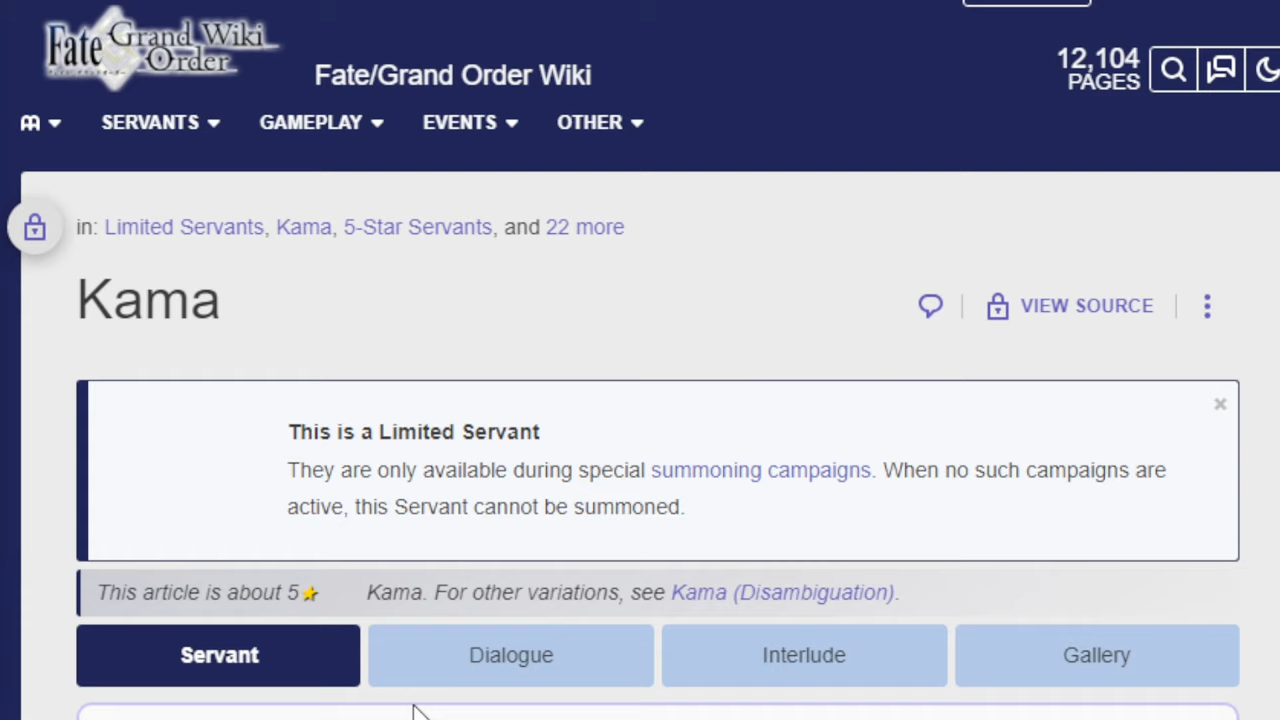 Fate Grand Wiki
Order
Fate/Grand Order Wiki
12,104
PAGES
SERVANTS
GAMEPLAY
EVENTS
OTHER
in: Limited Servants, Kama, 5-Star Servants, and 22 more
Kama
VIEW SOURCE
This is a Limited Servant
They are only available during special summoning campaigns. When no such campaigns are
active, this Servant cannot be summoned.
This article is about 5★ Kama. For other variations, see Kama (Disambiguation).
Servant
Dialogue
Interlude
Gallery